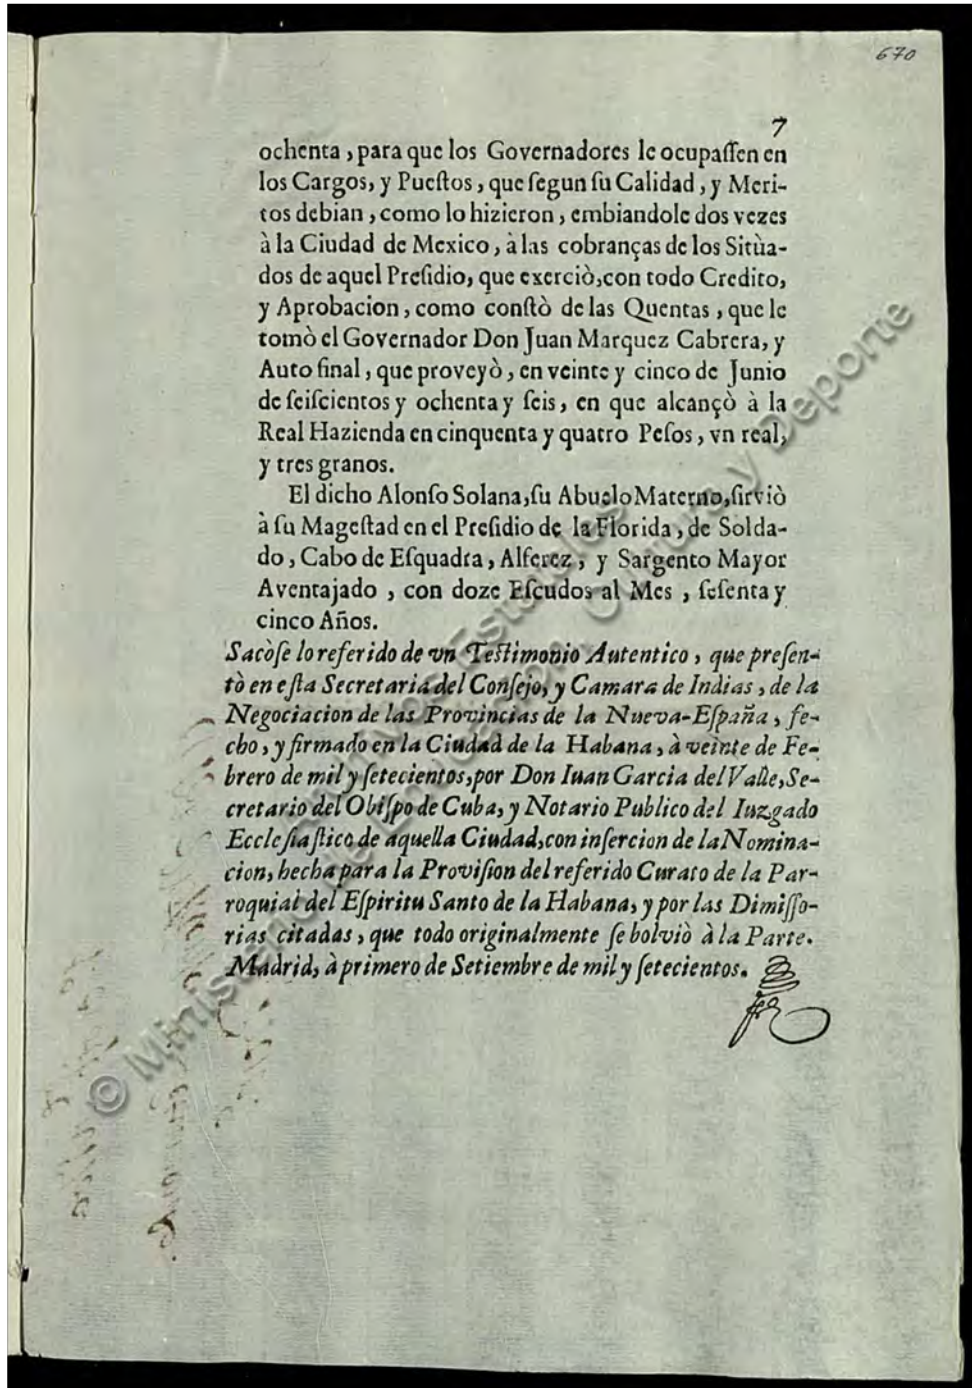 670
7
ochenta, para que los Governadores le ocupaſſen en
los Cargos, y Pueſtos, que ſegun ſu Calidad, y Meri-
tos debian, como lo hizieron, embiandole dos vezes
à la Ciudad de Mexico, à las cobranças de los Sitùa-
dos de aquel Preſidio, que exerciò, con todo Credito,
y Aprobacion, como conſtò de las Quentas, que le
tomò el Governador Don Juan Marquez Cabrera, y
Auto final, que proveyò, en veinte y cinco de Junio
de ſeiſcientos y ochenta y ſeis, en que alcançò à la
Real Hazienda en cinquenta y quatro Peſos, vn real,
y tres granos.
El dicho Alonſo Solana, ſu Abuelo Materno, ſirviò
à ſu Mageſtad en el Preſidio de la Florida, de Solda-
do, Cabo de Eſquadra, Alferez, y Sargento Mayor
Aventajado, con doze Eſcudos al Mes, ſeſenta y
cinco Años.
Sacòſe lo referido de vn Teſtimonio Autentico, que preſen-
tò en eſta Secretaria del Conſejo, y Camara de Indias, de la
Negociacion de las Provincias de la Nueva-Eſpaña, fe-
cho, y firmado en la Ciudad de la Habana, à veinte de Fe-
brero de mil y ſetecientos, por Don Iuan Garcia del Valle, Se-
cretario del Obiſpo de Cuba, y Notario Publico del Iuzgado
Eccleſiaſtico de aquella Ciudad, con inſercion de la Nomina-
cion, hecha para la Proviſion del referido Curato de la Par-
roquial del Eſpiritu Santo de la Habana, y por las Dimiſſo-
rias citadas, que todo originalmente ſe bolviò à la Parte.
Madrid, à primero de Setiembre de mil y ſetecientos.
© Ministerio de Educación, Cultura y Deporte